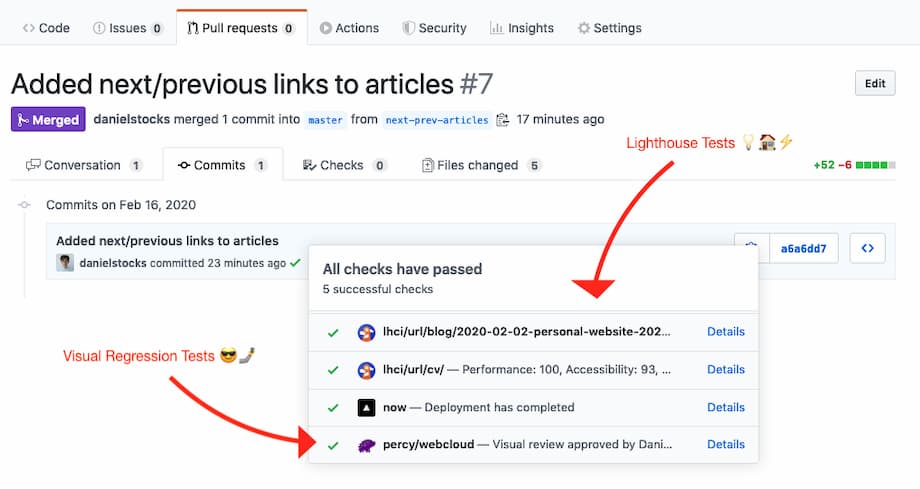 Code Issues 0 Pull requests 0 Actions Security Insights Settings
Added next/previous links to articles #7 Edit
Merged danielstocks merged 1 commit into master from next-prev-articles 17 minutes ago
Lighthouse Tests 💡🏠⚡
Conversation 1 Commits 1 Checks 0 Files changed 5 +52 −6
Commits on Feb 16, 2020
Added next/previous links to articles
danielstocks committed 23 minutes ago
a6a6dd7
All checks have passed
5 successful checks
lhci/url/blog/2020-02-02-personal-website-202... Details
Visual Regression Tests 😎🤳
lhci/url/cv/ — Performance: 100, Accessibility: 93, ... Details
now — Deployment has completed Details
percy/webcloud — Visual review approved by Dani... Details